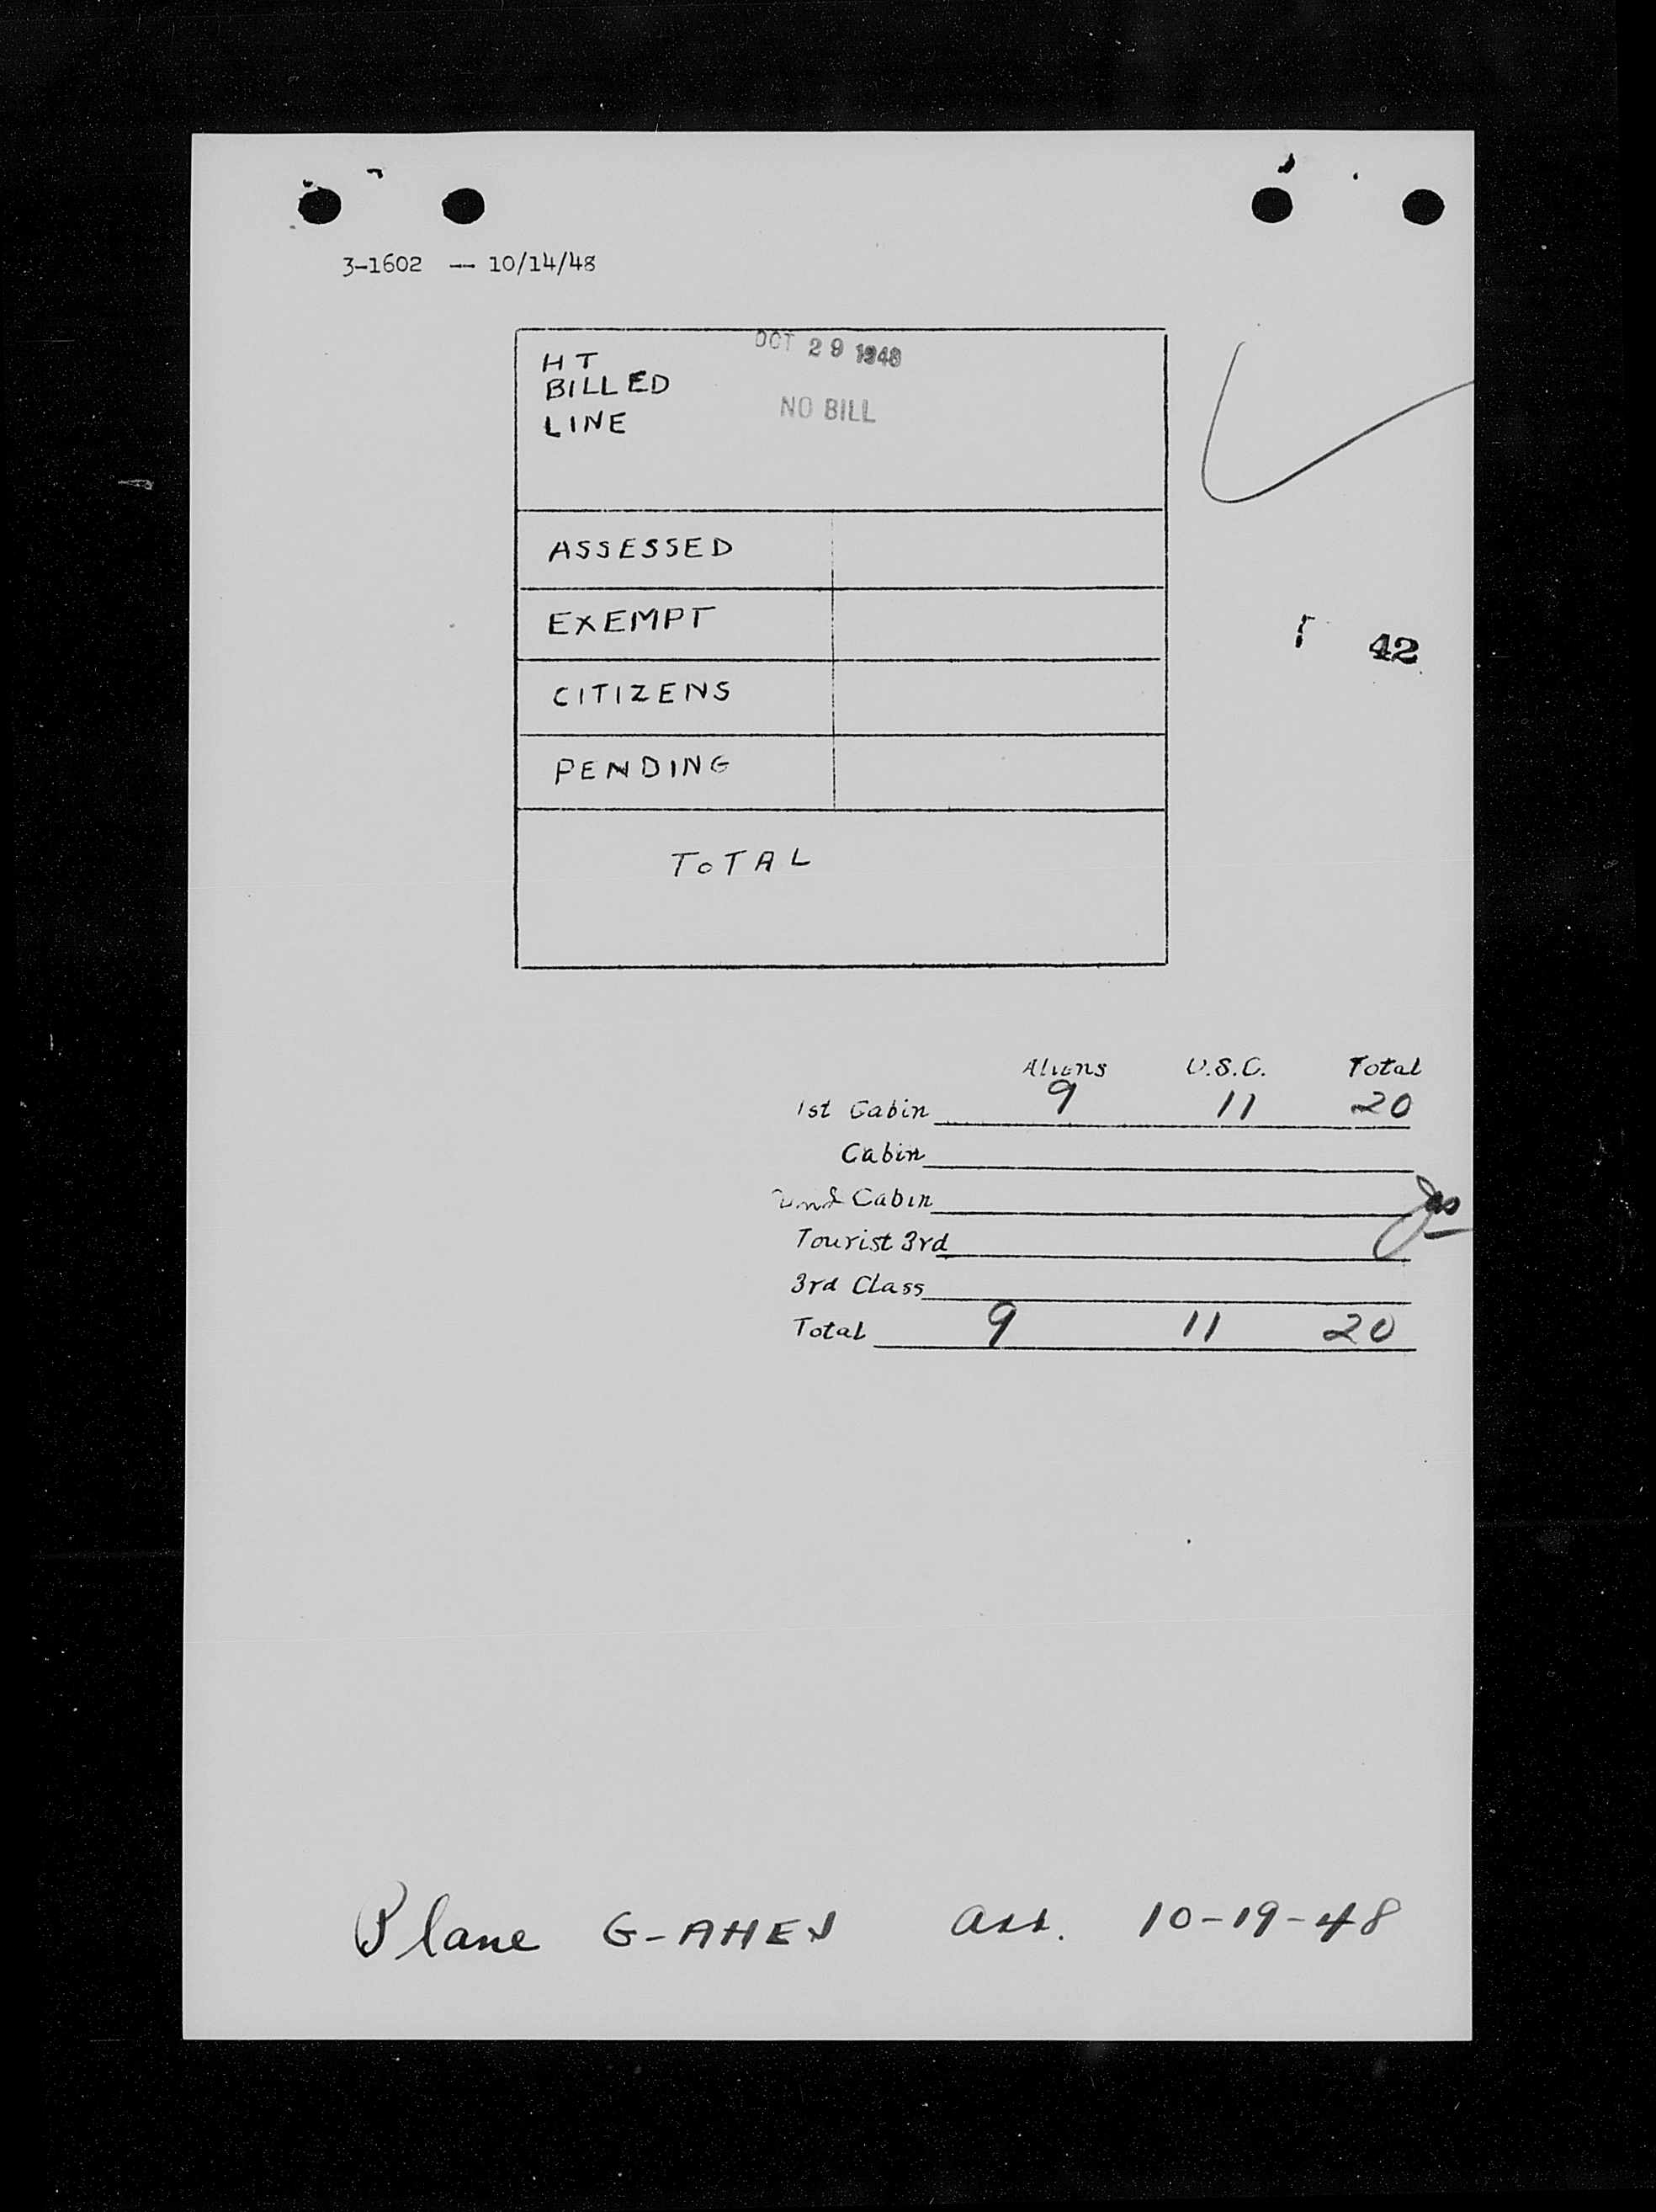 3-1602 -- 10/14/48
OCT 29 1948
HT
BILLED
LINE
NO BILL
ASSESSED
EXEMPT
42
CITIZENS
PENDING
TOTAL
Aliens U.S.C. Total
1st Cabin 9 11 20
Cabin
2nd Cabin
Tourist 3rd
3rd Class
Total 9 11 20
Plane G-AHEJ arr. 10-19-48